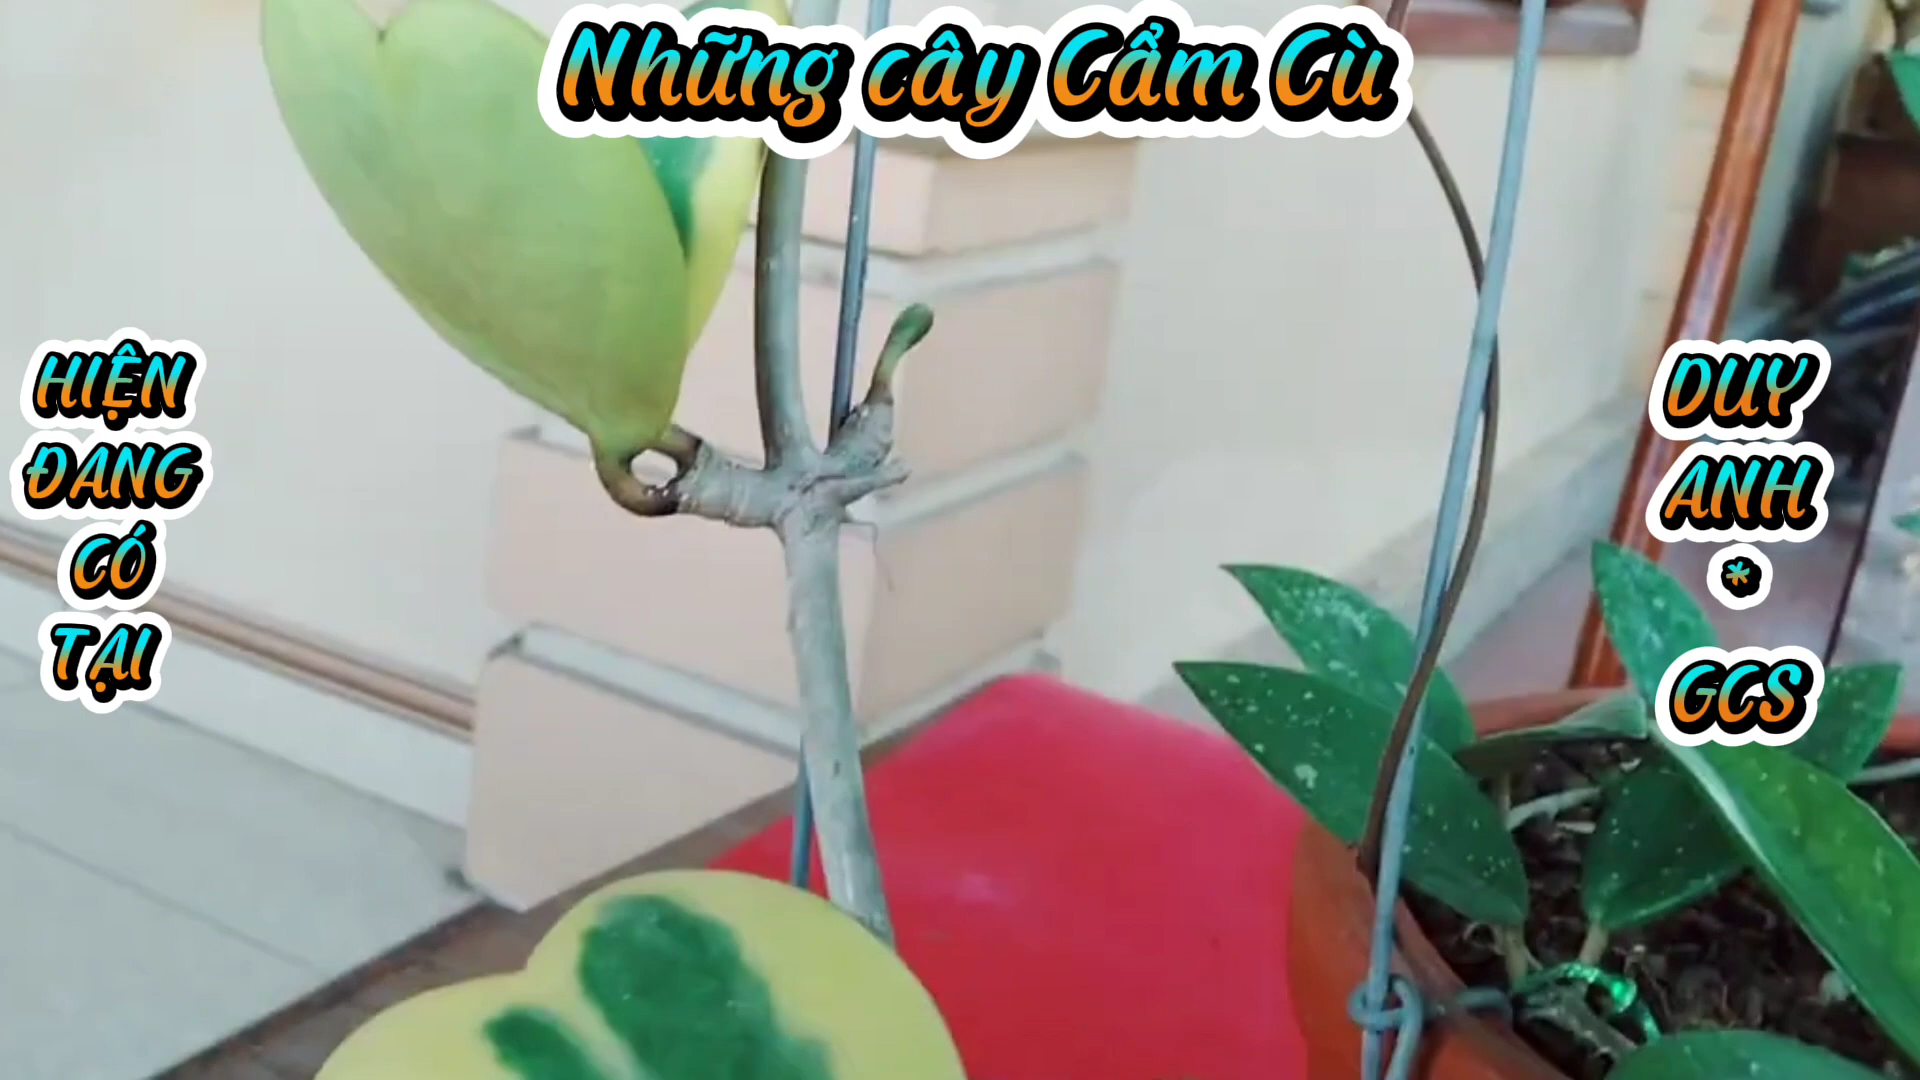 Những cây Cẩm Cù
HIỆN
ĐANG
CÓ
TẠI
DUY
ANH
*
GCS